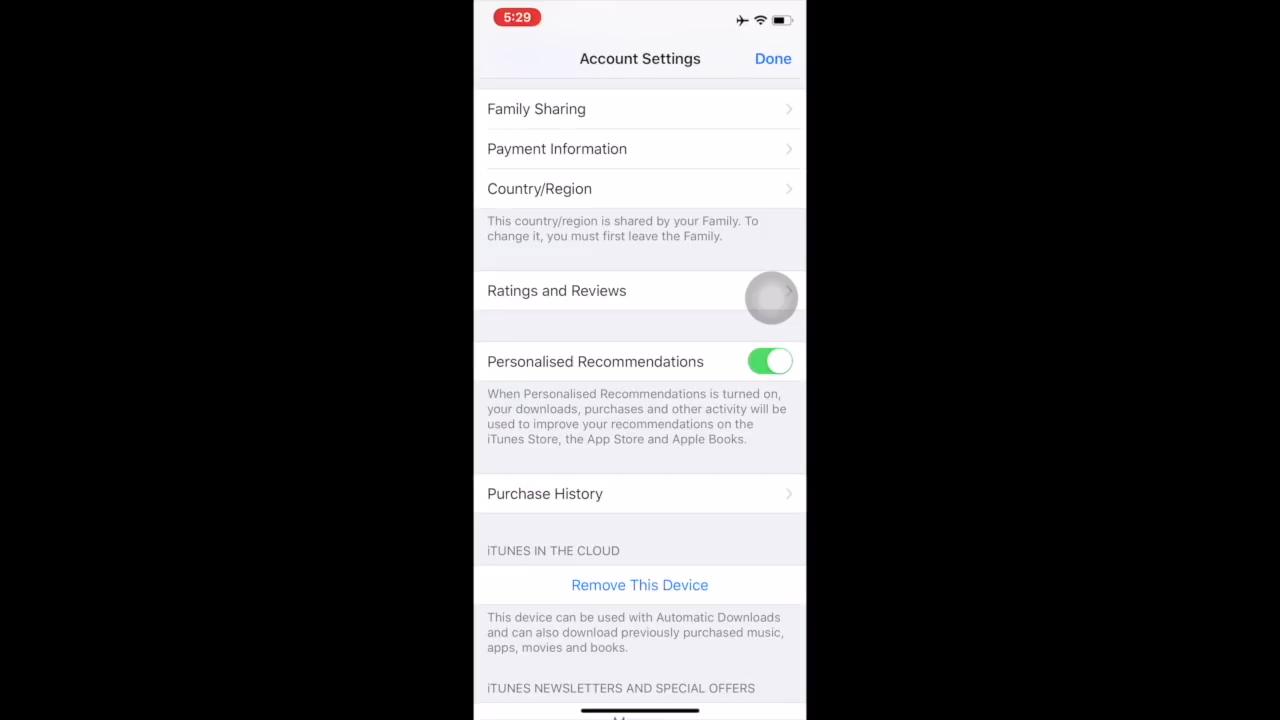 5:29
Account Settings
Done
Family Sharing
Payment Information
Country/Region
This country/region is shared by your Family. To
change it, you must first leave the Family.
Ratings and Reviews
Personalised Recommendations
When Personalised Recommendations is turned on,
your downloads, purchases and other activity will be
used to improve your recommendations on the
iTunes Store, the App Store and Apple Books.
Purchase History
iTUNES IN THE CLOUD
Remove This Device
This device can be used with Automatic Downloads
and can also download previously purchased music,
apps, movies and books.
iTUNES NEWSLETTERS AND SPECIAL OFFERS